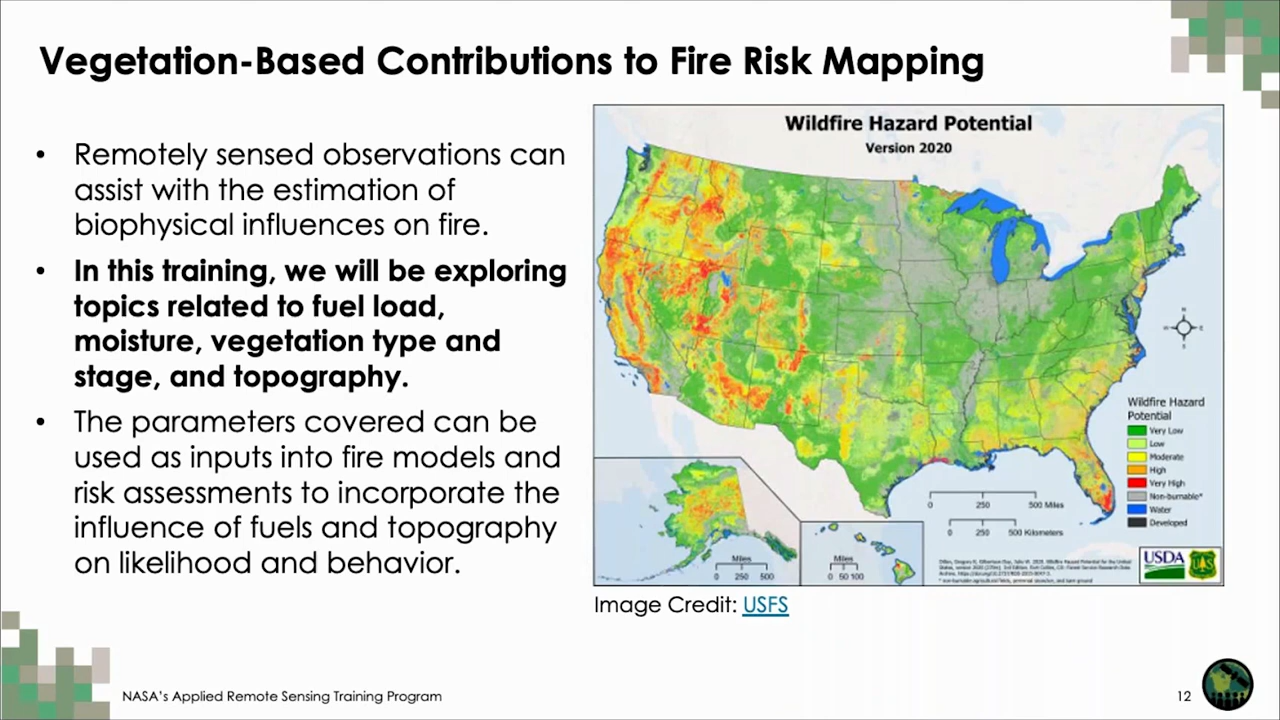 Vegetation-Based Contributions to Fire Risk Mapping
• Remotely sensed observations can
assist with the estimation of
biophysical influences on fire.
• In this training, we will be exploring
topics related to fuel load,
moisture, vegetation type and
stage, and topography.
• The parameters covered can be
used as inputs into fire models and
risk assessments to incorporate the
influence of fuels and topography
on likelihood and behavior.
Wildfire Hazard Potential
Version 2020
Wildfire Hazard
Potential
Very Low
Low
Moderate
High
Very High
Non-burnable*
Water
Developed
0 250 500 Miles
0 250 500 Kilometers
Miles
250 500
Miles
0 50 100
USDA
Image Credit: USFS
NASA's Applied Remote Sensing Training Program
12